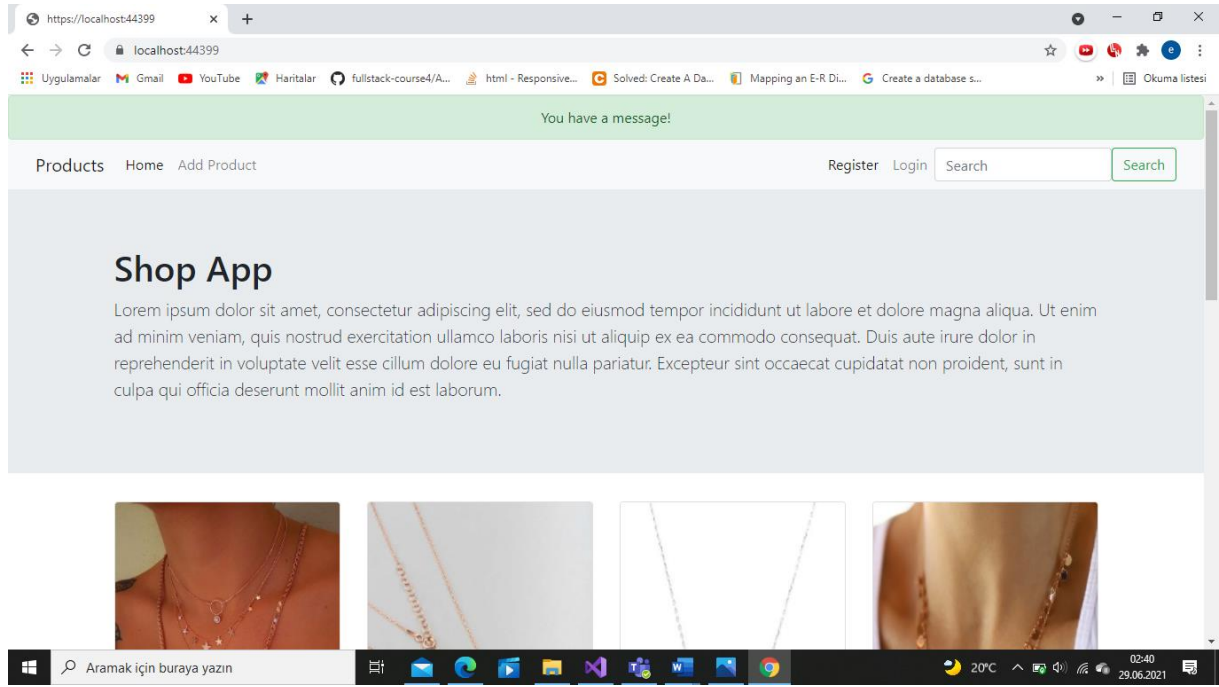 https://localhost:44399
localhost:44399
Uygulamalar Gmail YouTube Haritalar fullstack-course4/A... html - Responsive... Solved: Create A Da... Mapping an E-R Di... Create a database s... » Okuma listesi
You have a message!
Products Home Add Product Register Login Search Search
Shop App
Lorem ipsum dolor sit amet, consectetur adipiscing elit, sed do eiusmod tempor incididunt ut labore et dolore magna aliqua. Ut enim
ad minim veniam, quis nostrud exercitation ullamco laboris nisi ut aliquip ex ea commodo consequat. Duis aute irure dolor in
reprehenderit in voluptate velit esse cillum dolore eu fugiat nulla pariatur. Excepteur sint occaecat cupidatat non proident, sunt in
culpa qui officia deserunt mollit anim id est laborum.
Aramak için buraya yazın
20°C
02:40
29.06.2021